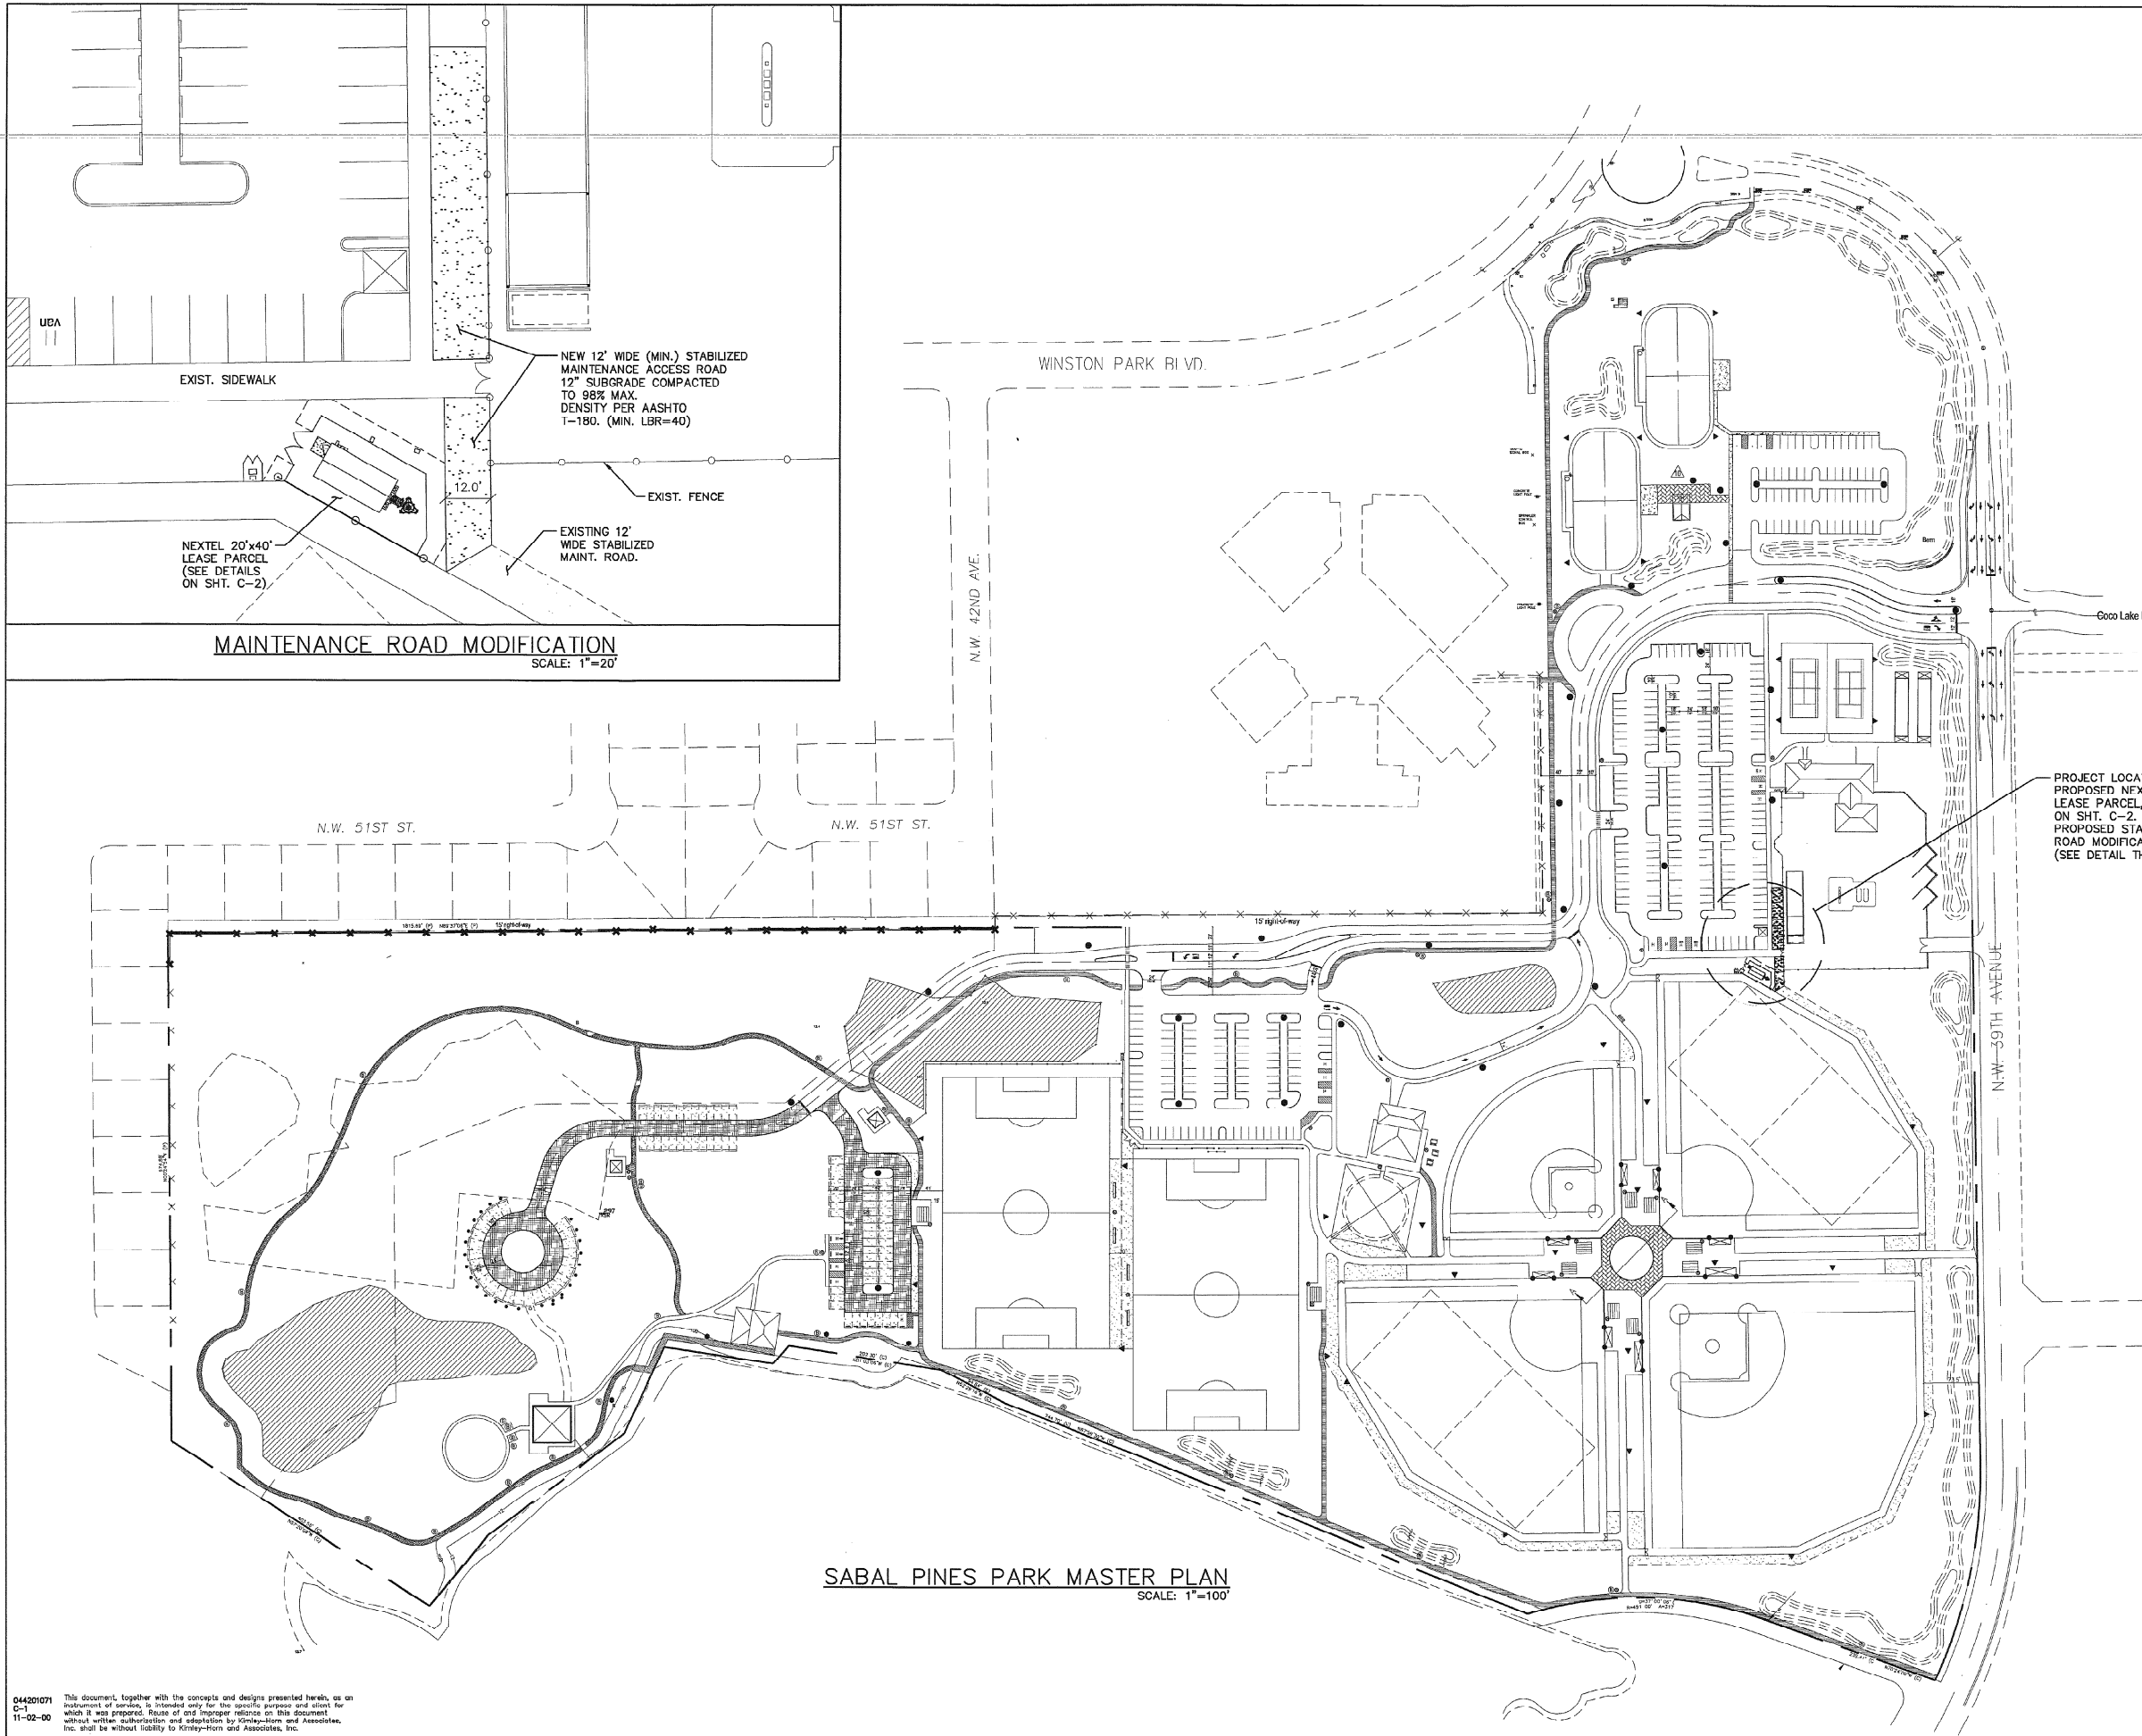 van
EXIST. SIDEWALK
NEW 12' WIDE (MIN.) STABILIZED
MAINTENANCE ACCESS ROAD
12" SUBGRADE COMPACTED
TO 98% MAX.
DENSITY PER AASHTO
T-180. (MIN. LBR=40)
12.0'
EXIST. FENCE
NEXTEL 20'x40'
LEASE PARCEL
(SEE DETAILS
ON SHT. C-2)
EXISTING 12'
WIDE STABILIZED
MAINT. ROAD.
MAINTENANCE ROAD MODIFICATION
SCALE: 1"=20'
WINSTON PARK BLVD.
N.W. 42ND AVE.
Berm
Coco Lake
N.W. 51ST ST.
N.W. 51ST ST.
PROJECT LOCA
PROPOSED NEX
LEASE PARCEL,
ON SHT. C-2.
PROPOSED STA
ROAD MODIFICA
(SEE DETAIL TH
15' right-of-way
15' right-of-way
N.W. 39TH AVENUE
SABAL PINES PARK MASTER PLAN
SCALE: 1"=100'
044201071
C-1
11-02-00
This document, together with the concepts and designs presented herein, as an
instrument of service, is intended only for the specific purpose and client for
which it was prepared. Reuse of and improper reliance on this document
without written authorization and adaptation by Kimley-Horn and Associates,
Inc. shall be without liability to Kimley-Horn and Associates, Inc.